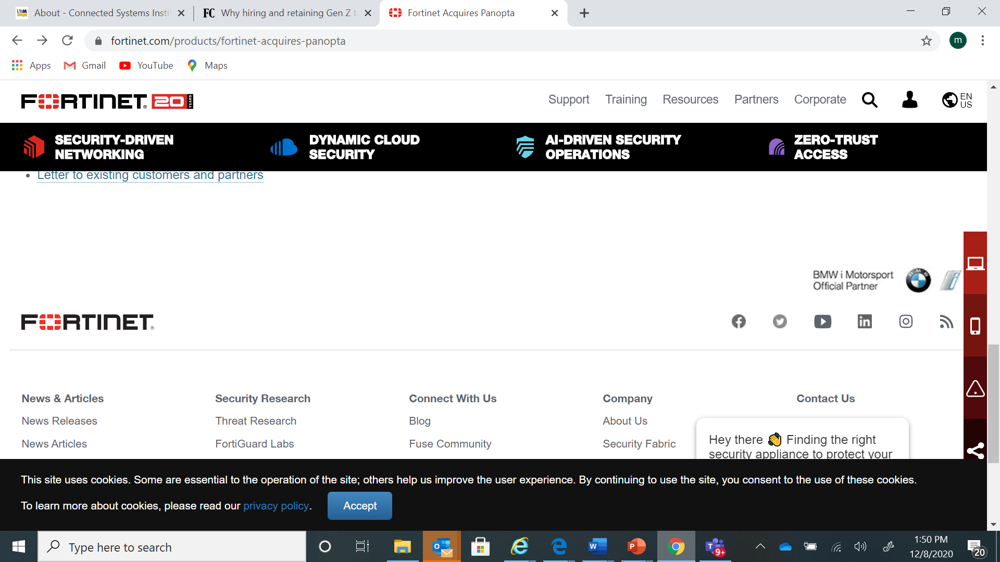 About - Connected Systems Insti
FC Why hiring and retaining Gen Z t
Fortinet Acquires Panopta
fortinet.com/products/fortinet-acquires-panopta
m
Apps Gmail YouTube Maps
FORTINET® 20 YEARS
Support Training Resources Partners Corporate
EN
US
SECURITY-DRIVEN
NETWORKING
DYNAMIC CLOUD
SECURITY
AI-DRIVEN SECURITY
OPERATIONS
ZERO-TRUST
ACCESS
Letter to existing customers and partners
BMW i Motorsport
Official Partner
FORTINET®
News & Articles
News Releases
News Articles
Security Research
Threat Research
FortiGuard Labs
Connect With Us
Blog
Fuse Community
Company
About Us
Security Fabric
Contact Us
Hey there 👋 Finding the right
security appliance to protect your
This site uses cookies. Some are essential to the operation of the site; others help us improve the user experience. By continuing to use the site, you consent to the use of these cookies.
To learn more about cookies, please read our privacy policy.
Accept
Type here to search
9+
1:50 PM
12/8/2020
20